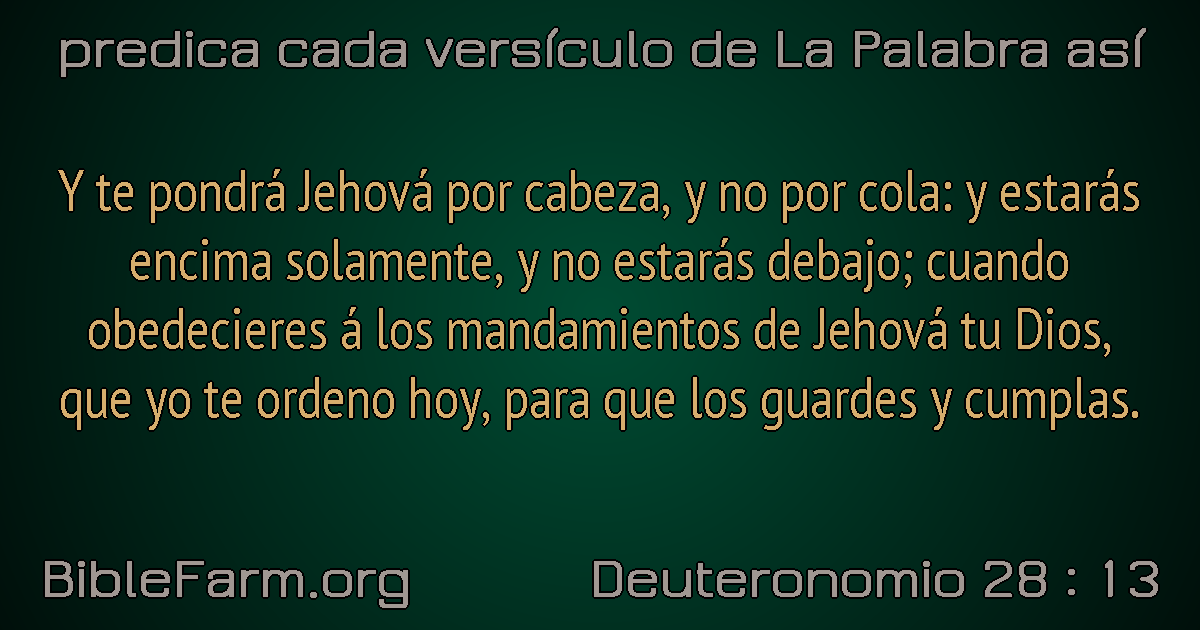 predica cada versículo de La Palabra así
Y te pondrá Jehová por cabeza, y no por cola: y estarás
encima solamente, y no estarás debajo; cuando
obedecieres á los mandamientos de Jehová tu Dios,
que yo te ordeno hoy, para que los guardes y cumplas.
BibleFarm.org
Deuteronomio 28 : 13